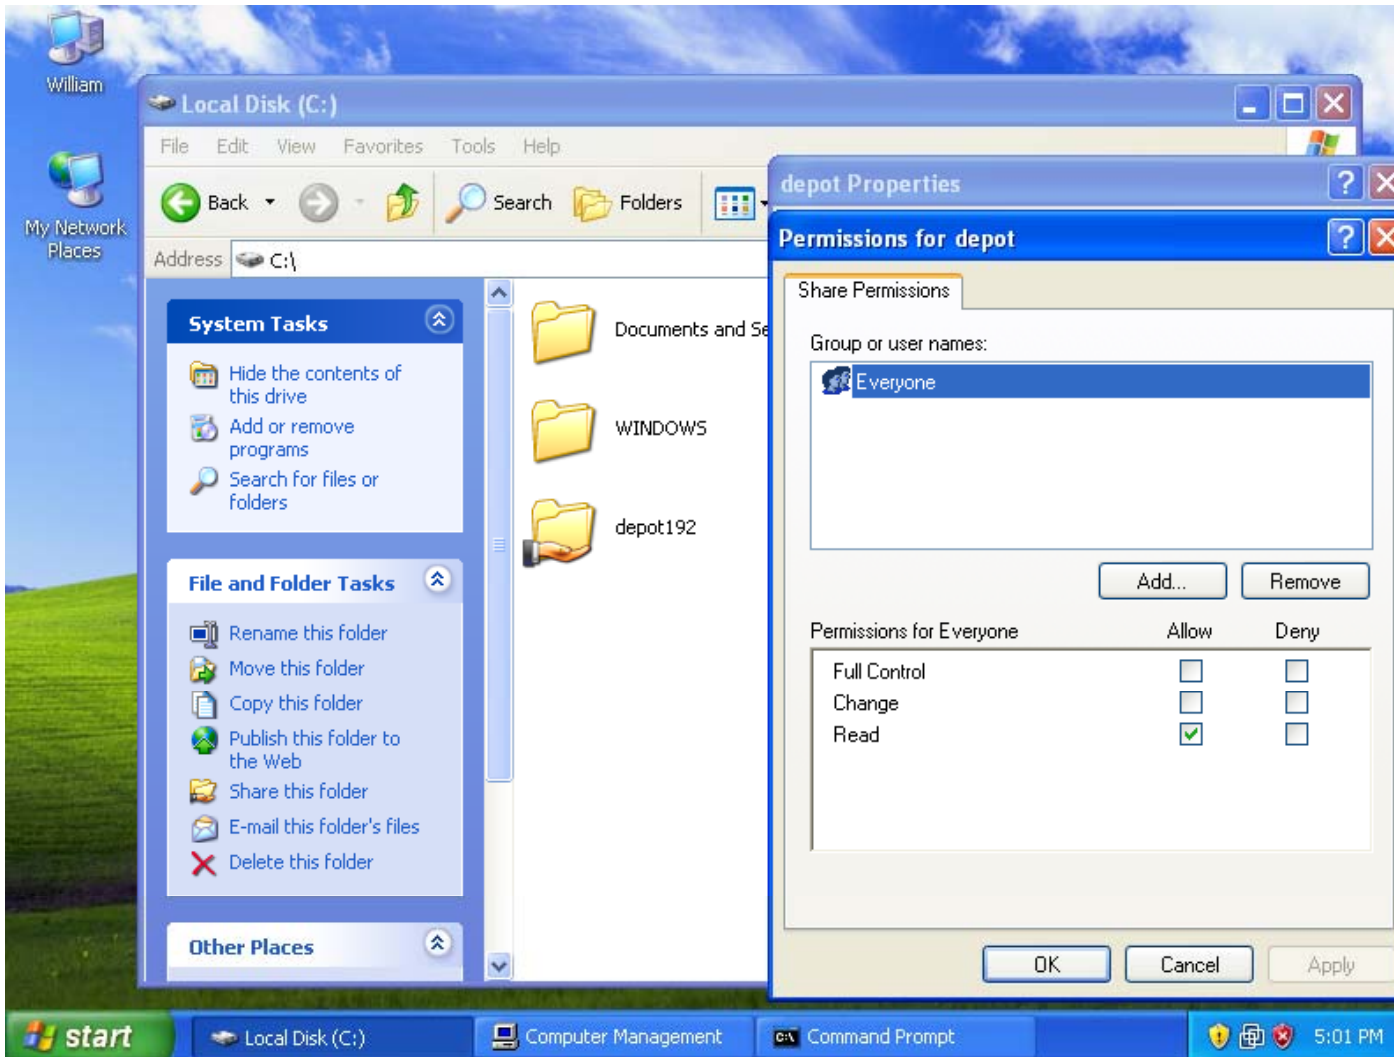 William
My Network
Places
Local Disk (C:)
File Edit View Favorites Tools Help
Back Search Folders
Address C:\
System Tasks
Hide the contents of
this drive
Add or remove
programs
Search for files or
folders
File and Folder Tasks
Rename this folder
Move this folder
Copy this folder
Publish this folder to
the Web
Share this folder
E-mail this folder's files
Delete this folder
Other Places
Documents and Se
WINDOWS
depot192
depot Properties
Permissions for depot
Share Permissions
Group or user names:
Everyone
Add... Remove
Permissions for Everyone Allow Deny
Full Control
Change
Read
OK Cancel Apply
start Local Disk (C:) Computer Management Command Prompt 5:01 PM